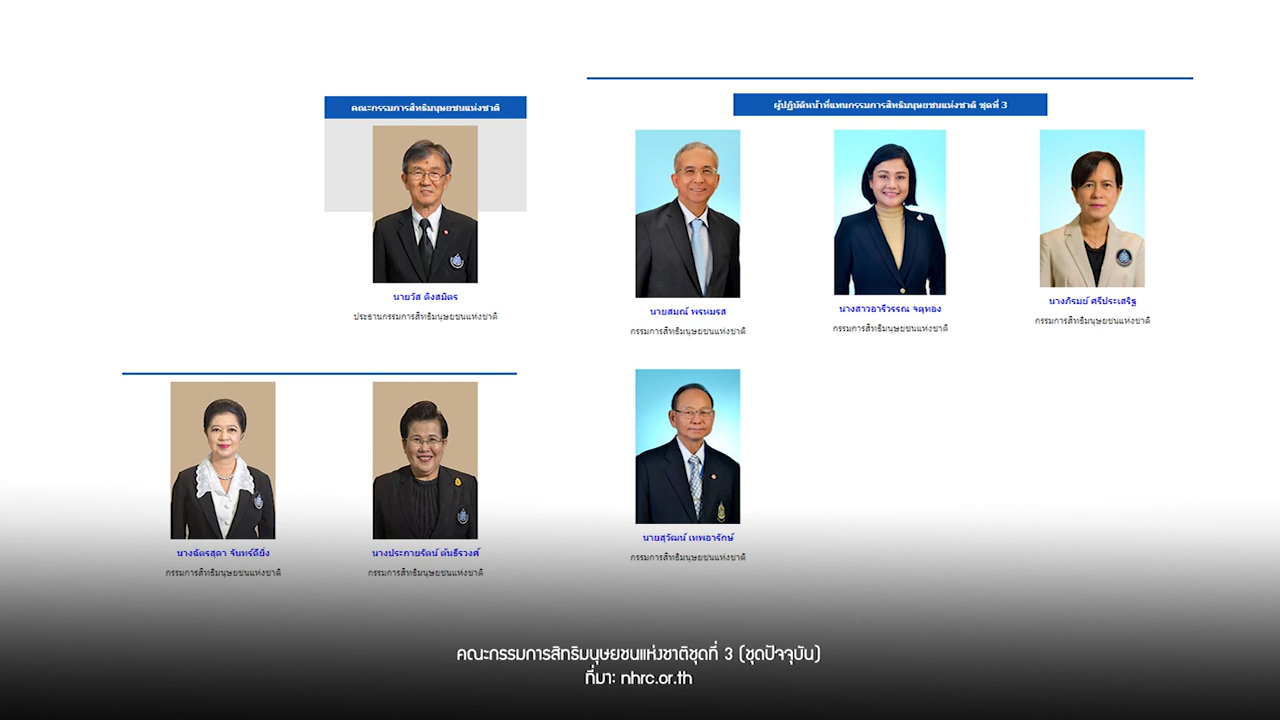 คณะกรรมการสิทธิมนุษยชนแห่งชาติ
นายวัส ติงสมิตร
ประธานกรรมการสิทธิมนุษยชนแห่งชาติ
นางฉัตรสุดา จันทร์ดียิ่ง
กรรมการสิทธิมนุษยชนแห่งชาติ
นางประกายรัตน์ ต้นธีรวงศ์
กรรมการสิทธิมนุษยชนแห่งชาติ
ผู้ปฏิบัติหน้าที่แทนกรรมการสิทธิมนุษยชนแห่งชาติ ชุดที่ 3
นายสมณ์ พรหมรส
กรรมการสิทธิมนุษยชนแห่งชาติ
นางสาวอารีวรรณ จตุทอง
กรรมการสิทธิมนุษยชนแห่งชาติ
นางภิรมย์ ศรีประเสริฐ
กรรมการสิทธิมนุษยชนแห่งชาติ
นายสุวัฒน์ เทพอารักษ์
กรรมการสิทธิมนุษยชนแห่งชาติ
คณะกรรมการสิทธิมนุษยชนแห่งชาติชุดที่ 3 (ชุดปัจจุบัน)
ที่มา: nhrc.or.th